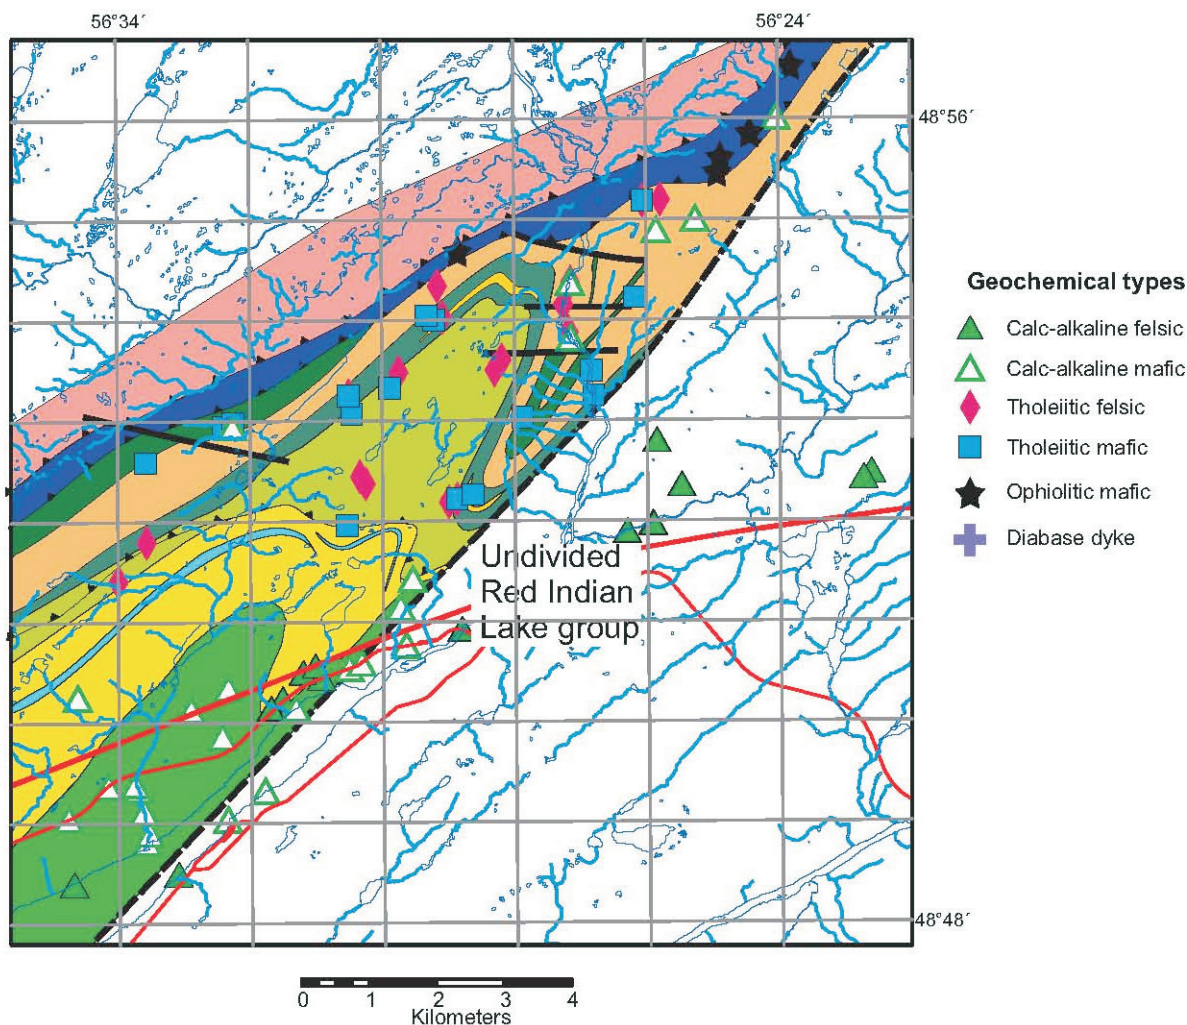 56°34´
56°24´
48°56´
Geochemical types
Calc-alkaline felsic
Calc-alkaline mafic
Tholeiitic felsic
Tholeiitic mafic
Ophiolitic mafic
Diabase dyke
Undivided
Red Indian
Lake group
48°48´
0 1 2 3 4
Kilometers